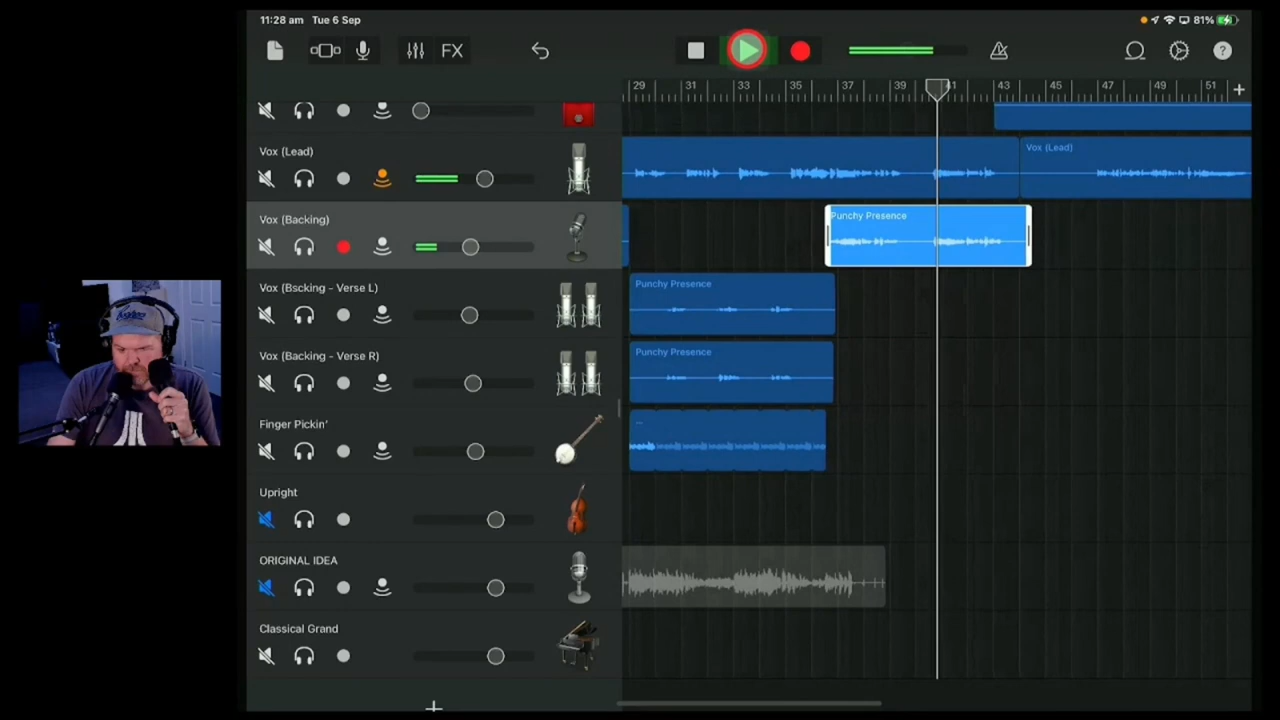 11:28 am Tue 6 Sep
81%
FX
?
29 31 33 35 37 39 41 43 45 47 49 51 +
Vox (Lead)
Vox (Lead)
Vox (Backing)
Punchy Presence
Vox (Bscking - Verse L)
Punchy Presence
Vox (Backing - Verse R)
Punchy Presence
Finger Pickin'
Upright
ORIGINAL IDEA
Classical Grand
+